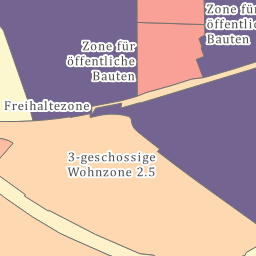 Zone für
öffentliche
Bauten
Zone für
öffentliche
Bauten
Freihaltezone
3-geschossige
Wohnzone 2.5